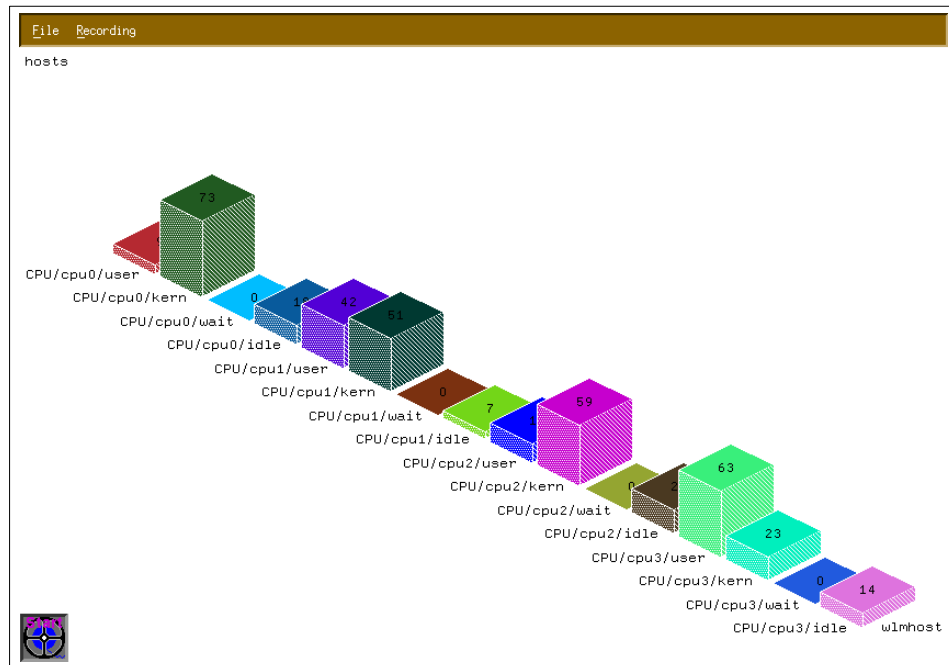 File Recording
hosts
73
CPU/cpu0/user
CPU/cpu0/kern
0
CPU/cpu0/wait
42
CPU/cpu0/idle
51
CPU/cpu1/user
CPU/cpu1/kern
0
CPU/cpu1/wait
7
CPU/cpu1/idle
59
CPU/cpu2/user
CPU/cpu2/kern
0
CPU/cpu2/wait
63
CPU/cpu2/idle
CPU/cpu3/user
23
CPU/cpu3/kern
0
CPU/cpu3/wait
14
CPU/cpu3/idle
wlmhost
Start